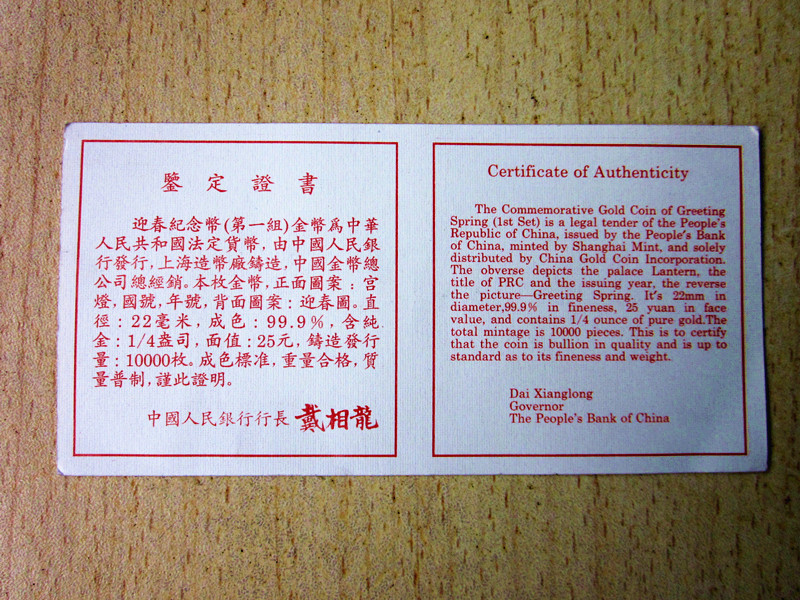 鑒定證書
迎春紀念幣(第一組)金幣爲中華
人民共和國法定貨幣，由中國人民銀
行發行，上海造幣廠鑄造，中國金幣總
公司總經銷。本枚金幣，正面圖案：宮
燈，國號，年號，背面圖案：迎春圖。直
徑：22毫米，成色：99.9%，含純
金：1/4盎司，面值：25元，鑄造發行
量：10000枚。成色標准，重量合格，質
量普制，謹此證明。
中國人民銀行行長 戴相龍
Certificate of Authenticity
The Commemorative Gold Coin of Greeting
Spring (1st Set) is a legal tender of the People's
Republic of China, issued by the People's Bank
of China, minted by Shanghai Mint, and solely
distributed by China Gold Coin Incorporation.
The obverse depicts the palace Lantern, the
title of PRC and the issuing year, the reverse
the picture—Greeting Spring. It's 22mm in
diameter,99.9% in fineness, 25 yuan in face
value, and contains 1/4 ounce of pure gold.The
total mintage is 10000 pieces. This is to certify
that the coin is bullion in quality and is up to
standard as to its fineness and weight.
Dai Xianglong
Governor
The People's Bank of China